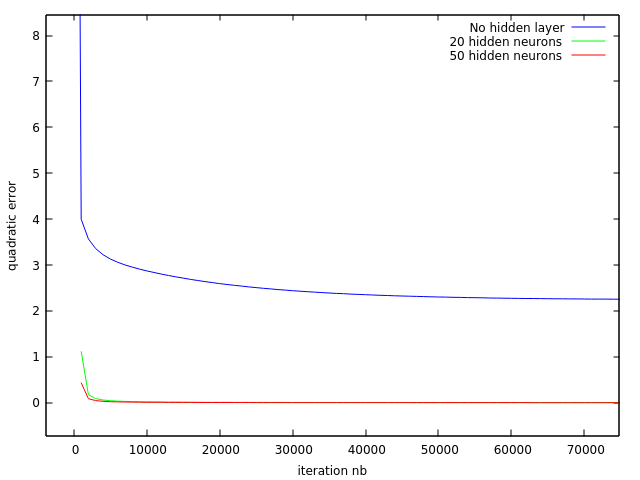 No hidden layer
20 hidden neurons
50 hidden neurons
8
7
6
5
4
3
2
1
0
quadratic error
0 10000 20000 30000 40000 50000 60000 70000
iteration nb